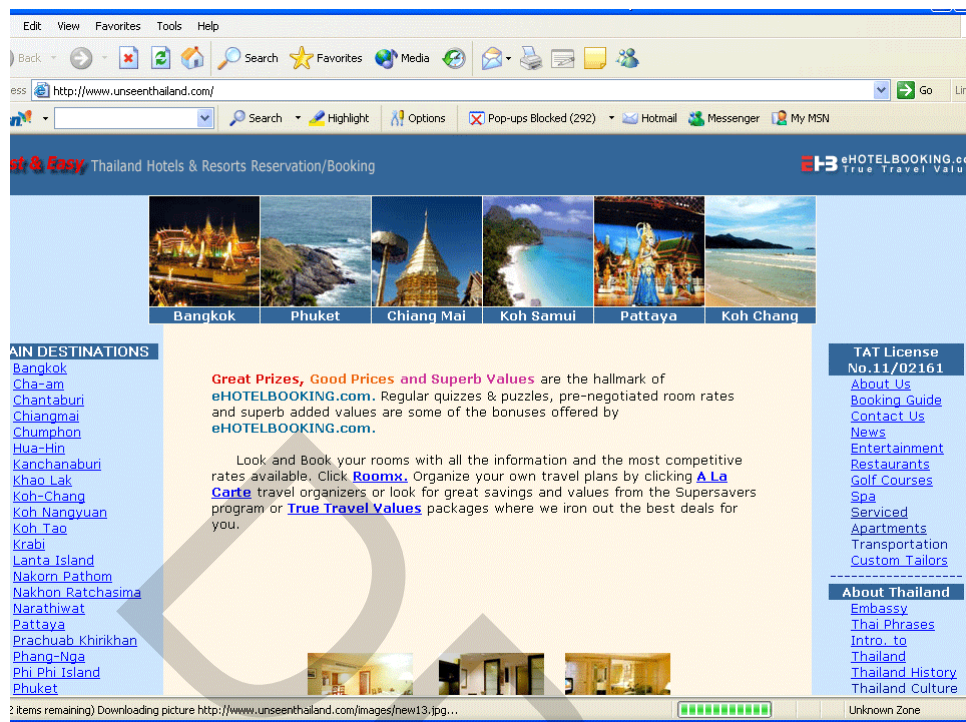 Edit View Favorites Tools Help
Back Search Favorites Media
ess http://www.unseenthailand.com/ Go Lin
Search Highlight Options Pop-ups Blocked (292) Hotmail Messenger My MSN
st & Easy Thailand Hotels & Resorts Reservation/Booking
EHB eHOTELBOOKING.co
True Travel Valu
Bangkok Phuket Chiang Mai Koh Samui Pattaya Koh Chang
AIN DESTINATIONS
Bangkok
Cha-am
Chantaburi
Chiangmai
Chumphon
Hua-Hin
Kanchanaburi
Khao Lak
Koh-Chang
Koh Nangyuan
Koh Tao
Krabi
Lanta Island
Nakorn Pathom
Nakhon Ratchasima
Narathiwat
Pattaya
Prachuab Khirikhan
Phang-Nga
Phi Phi Island
Phuket
Great Prizes, Good Prices and Superb Values are the hallmark of
eHOTELBOOKING.com. Regular quizzes & puzzles, pre-negotiated room rates
and superb added values are some of the bonuses offered by
eHOTELBOOKING.com.
Look and Book your rooms with all the information and the most competitive
rates available. Click Roomx. Organize your own travel plans by clicking A La
Carte travel organizers or look for great savings and values from the Supersavers
program or True Travel Values packages where we iron out the best deals for
you.
TAT License
No.11/02161
About Us
Booking Guide
Contact Us
News
Entertainment
Restaurants
Golf Courses
Spa
Serviced
Apartments
Transportation
Custom Tailors
About Thailand
Embassy
Thai Phrases
Intro. to
Thailand
Thailand History
Thailand Culture
2 items remaining) Downloading picture http://www.unseenthailand.com/images/new13.jpg... Unknown Zone